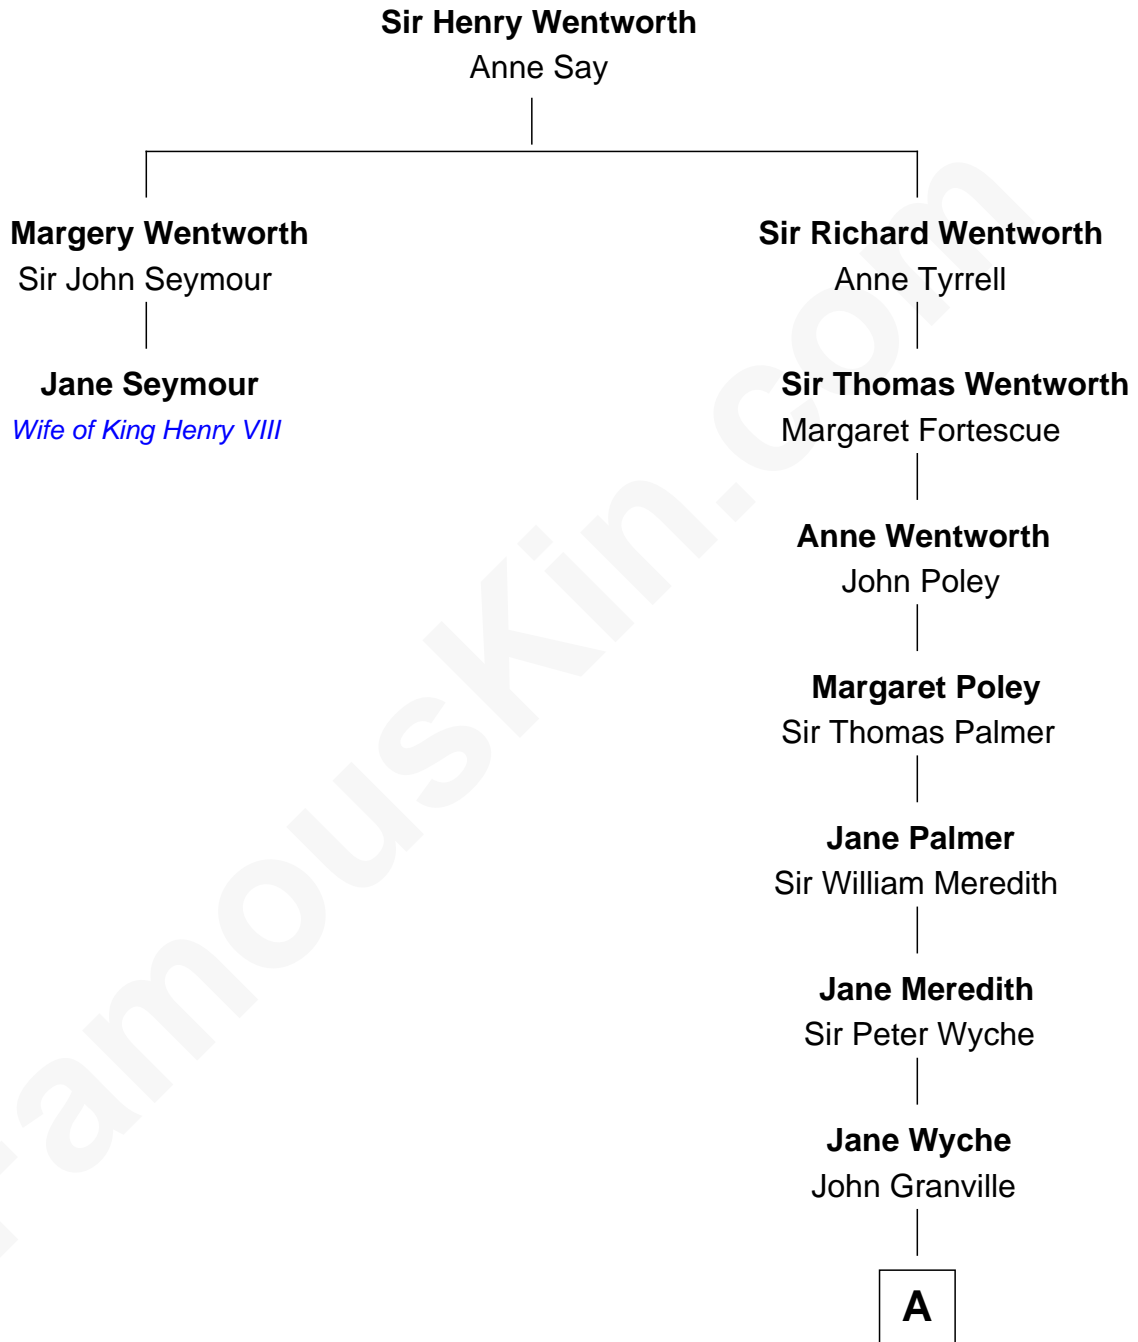 Sir Henry Wentworth
Anne Say
Margery Wentworth
Sir John Seymour
Sir Richard Wentworth
Anne Tyrrell
Jane Seymour
Wife of King Henry VIII
Sir Thomas Wentworth
Margaret Fortescue
Anne Wentworth
John Poley
Margaret Poley
Sir Thomas Palmer
Jane Palmer
Sir William Meredith
Jane Meredith
Sir Peter Wyche
Jane Wyche
John Granville
A
FamousKin.com